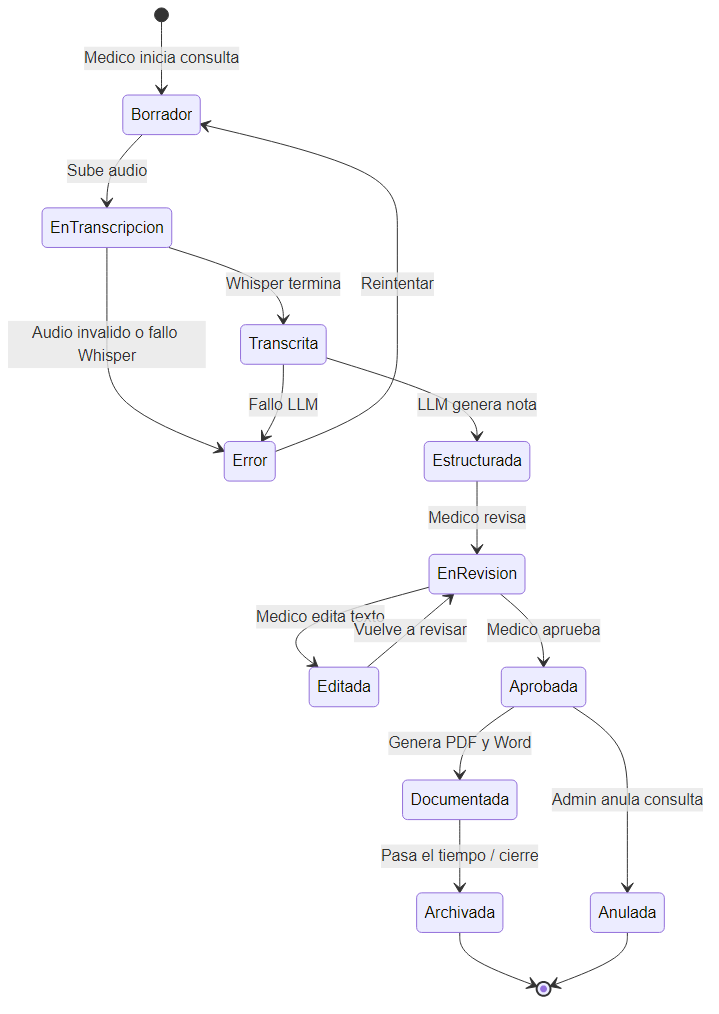 Medico inicia consulta
Borrador
Sube audio
EnTranscripcion
Whisper termina
Reintentar
Audio invalido o fallo
Whisper
Transcrita
Fallo LLM
LLM genera nota
Error
Estructurada
Medico revisa
EnRevision
Medico edita texto
Vuelve a revisar
Medico aprueba
Editada
Aprobada
Genera PDF y Word
Documentada
Admin anula consulta
Pasa el tiempo / cierre
Archivada
Anulada